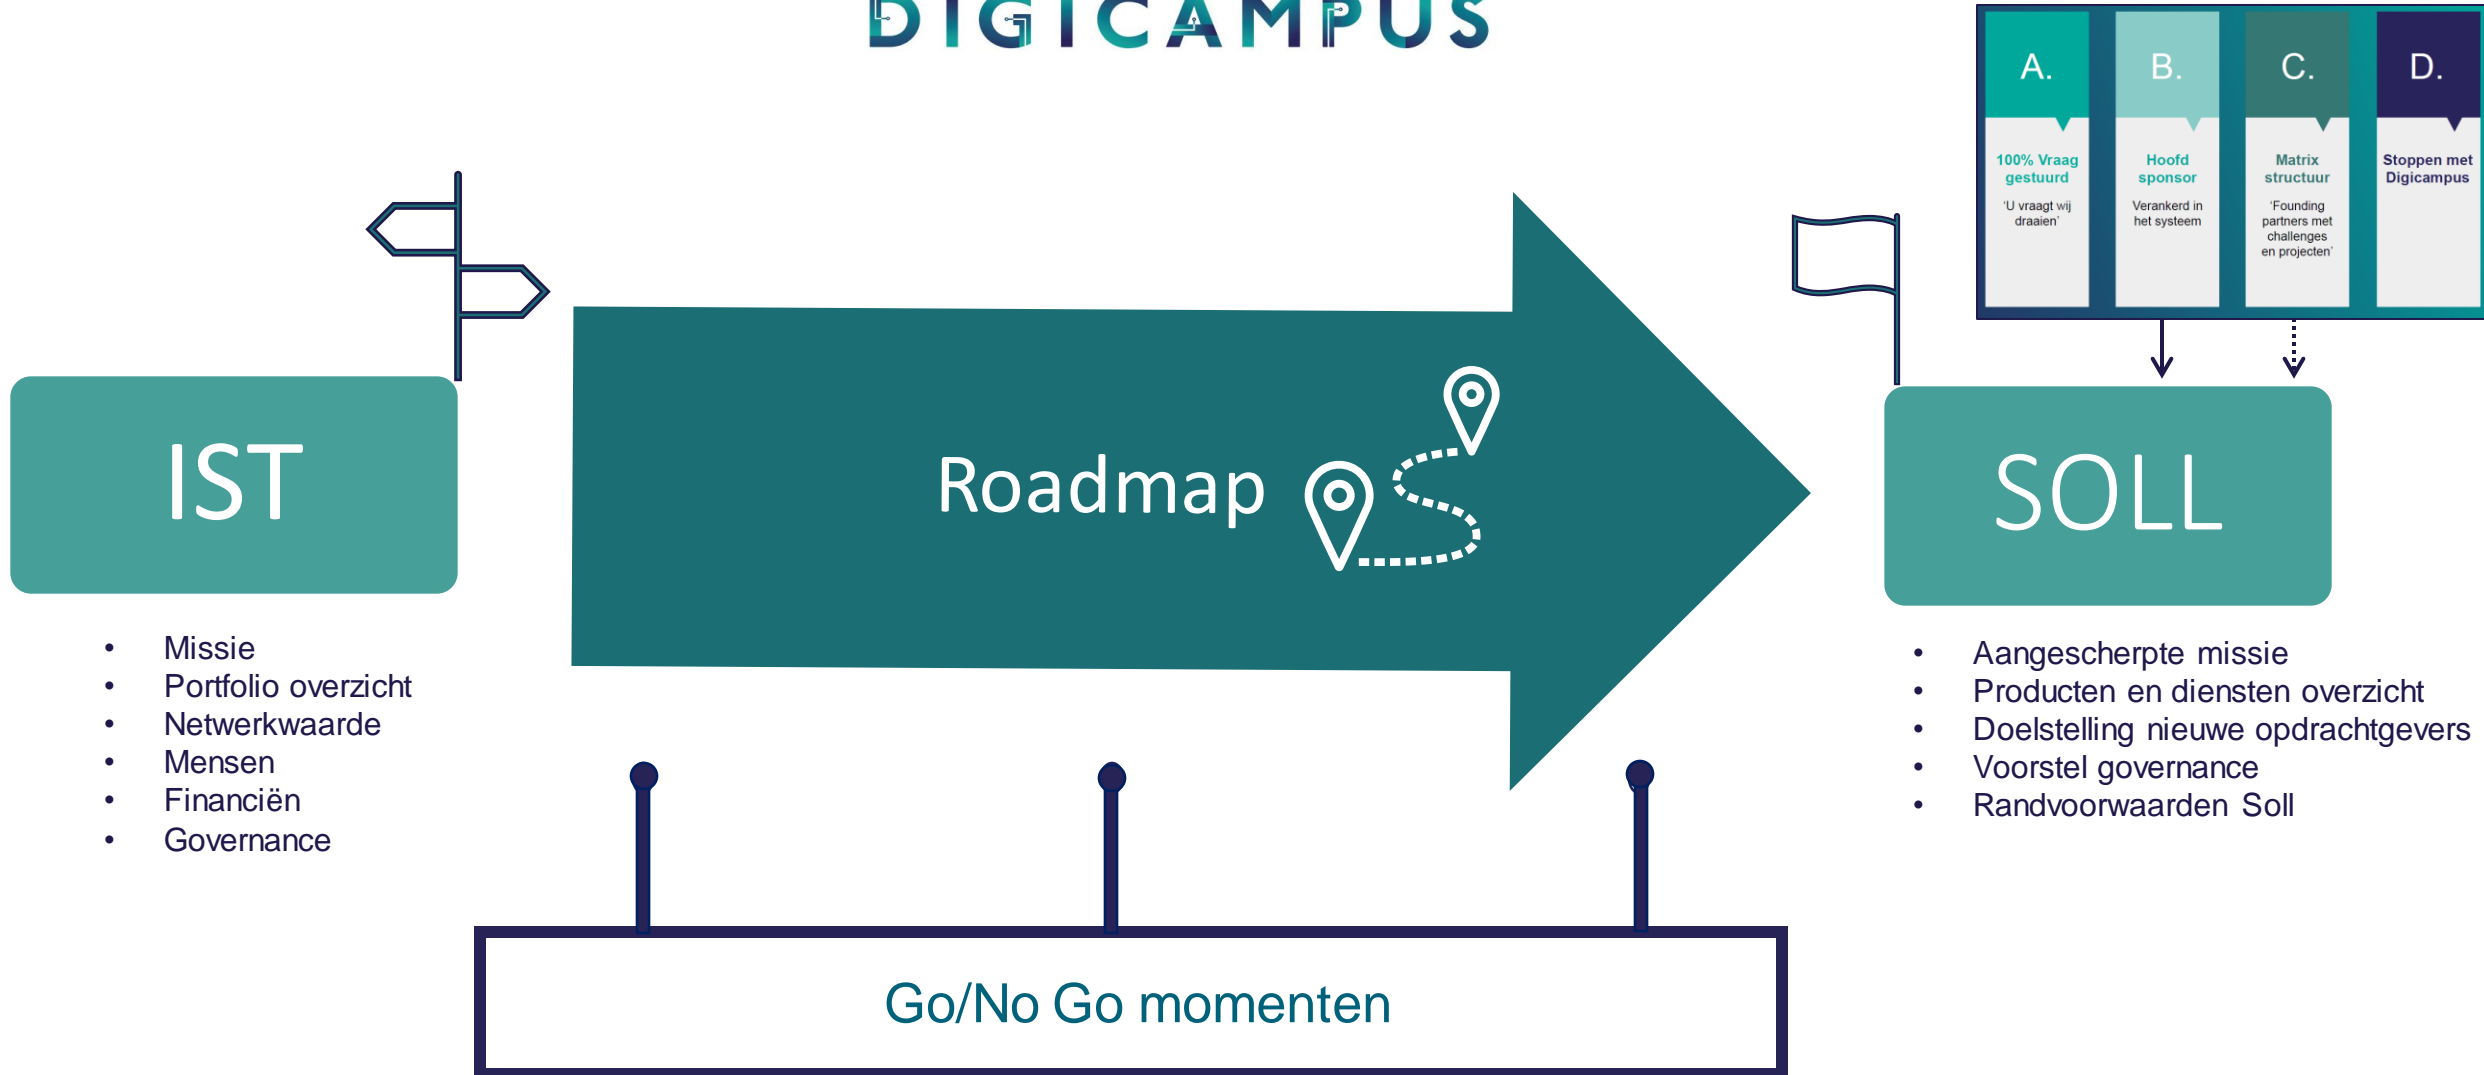 DIGICAMPUS
A.
B.
C.
D.
100% Vraag
gestuurd
'U vraagt wij
draaien'
Hoofd
sponsor
Verankerd in
het systeem
Matrix
structuur
'Founding
partners met
challenges
en projecten'
Stoppen met
Digicampus
IST
Roadmap
SOLL
• Missie
• Portfolio overzicht
• Netwerkwaarde
• Mensen
• Financiën
• Governance
• Aangescherpte missie
• Producten en diensten overzicht
• Doelstelling nieuwe opdrachtgevers
• Voorstel governance
• Randvoorwaarden Soll
Go/No Go momenten